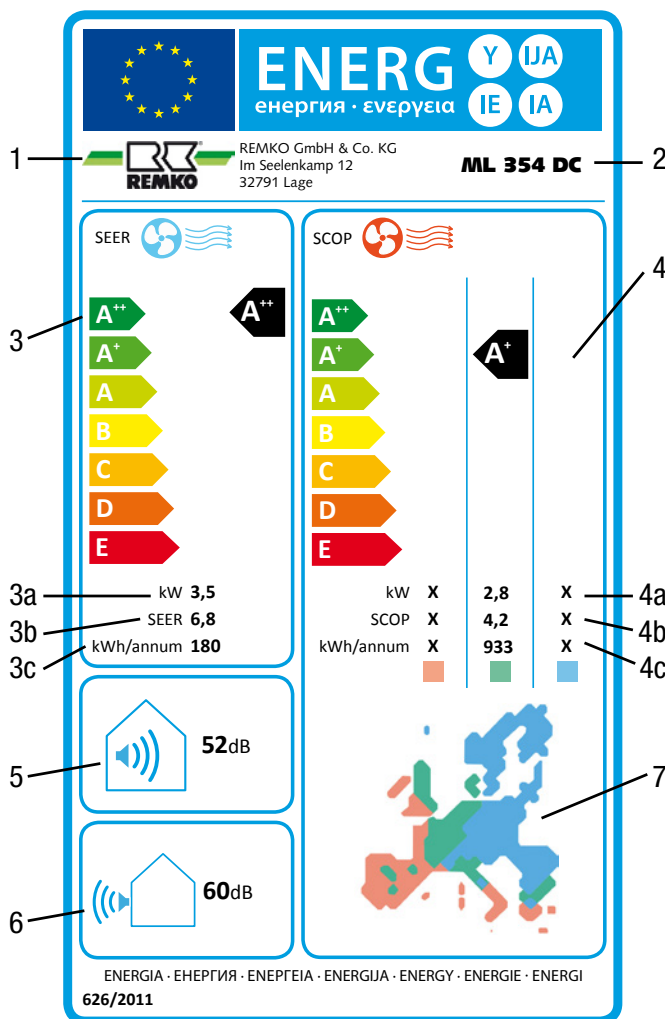 ENERG Y IJA
енергия · ενεργεια IE IA
1
REMKO
REMKO GmbH & Co. KG
Im Seelenkamp 12
32791 Lage
ML 354 DC 2
SEER
3
A++ A++
A+
A
B
C
D
E
3a kW 3,5
3b SEER 6,8
3c kWh/annum 180
SCOP
4
A++
A+ A+
A
B
C
D
E
kW X 2,8 X 4a
SCOP X 4,2 X 4b
kWh/annum X 933 X 4c
5 52dB
7
6 60dB
ENERGIA · ЕНЕРГИЯ · ΕΝΕΡΓΕΙΑ · ENERGIJA · ENERGY · ENERGIE · ENERGI
626/2011